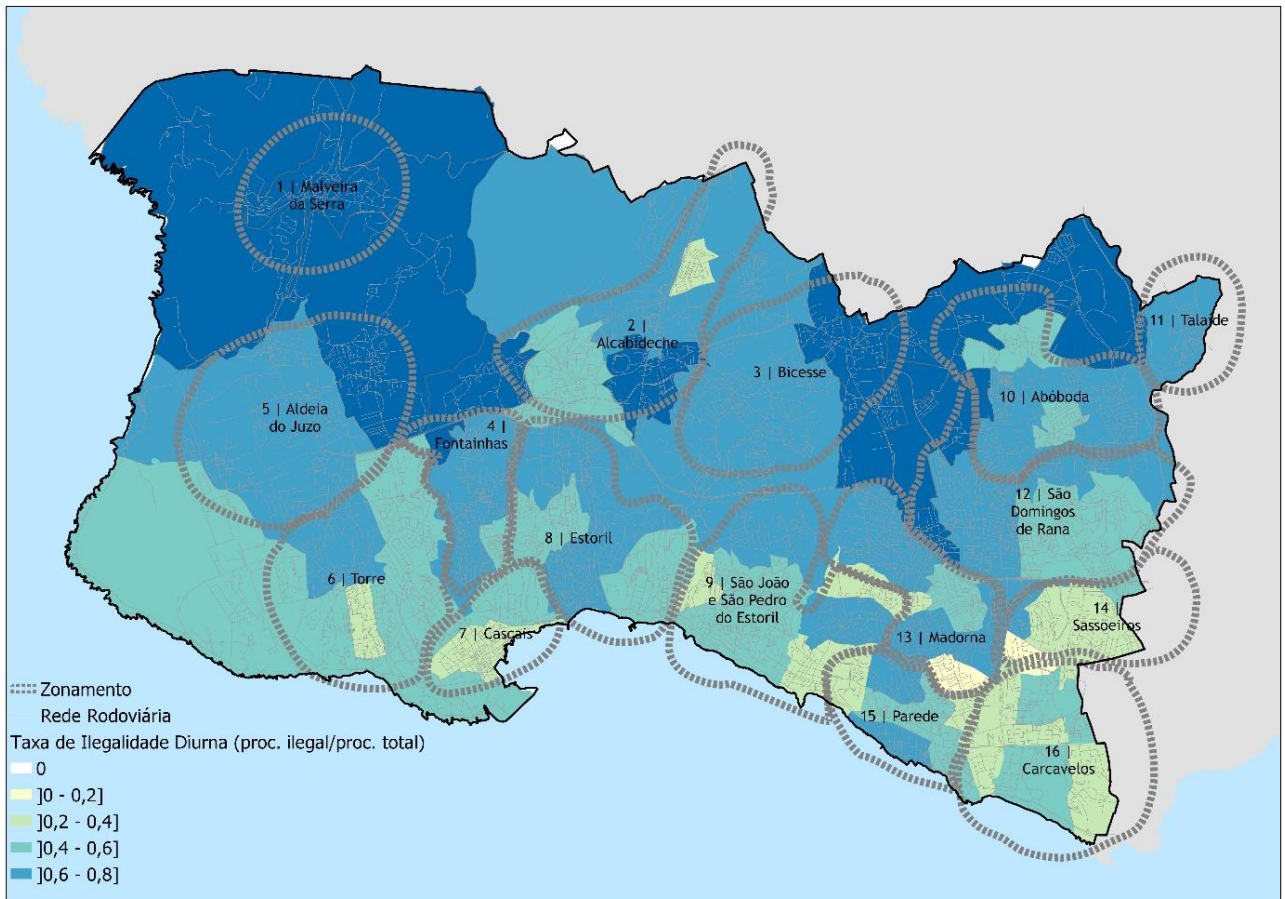 1 | Malveira
da Serra
2 |
Alcabideche
3 | Bicesse
11 | Talaíde
10 | Abóboda
5 | Aldeia
do Juzo
4 |
Fontainhas
12 | São
Domingos
de Rana
8 | Estoril
6 | Torre
9 | São João
e São Pedro
do Estoril
14 |
Sassoeiros
7 | Cascais
13 | Madorna
15 | Parede
16 |
Carcavelos
Zonamento
Rede Rodoviária
Taxa de Ilegalidade Diurna (proc. ilegal/proc. total)
0
]0 - 0,2]
]0,2 - 0,4]
]0,4 - 0,6]
]0,6 - 0,8]